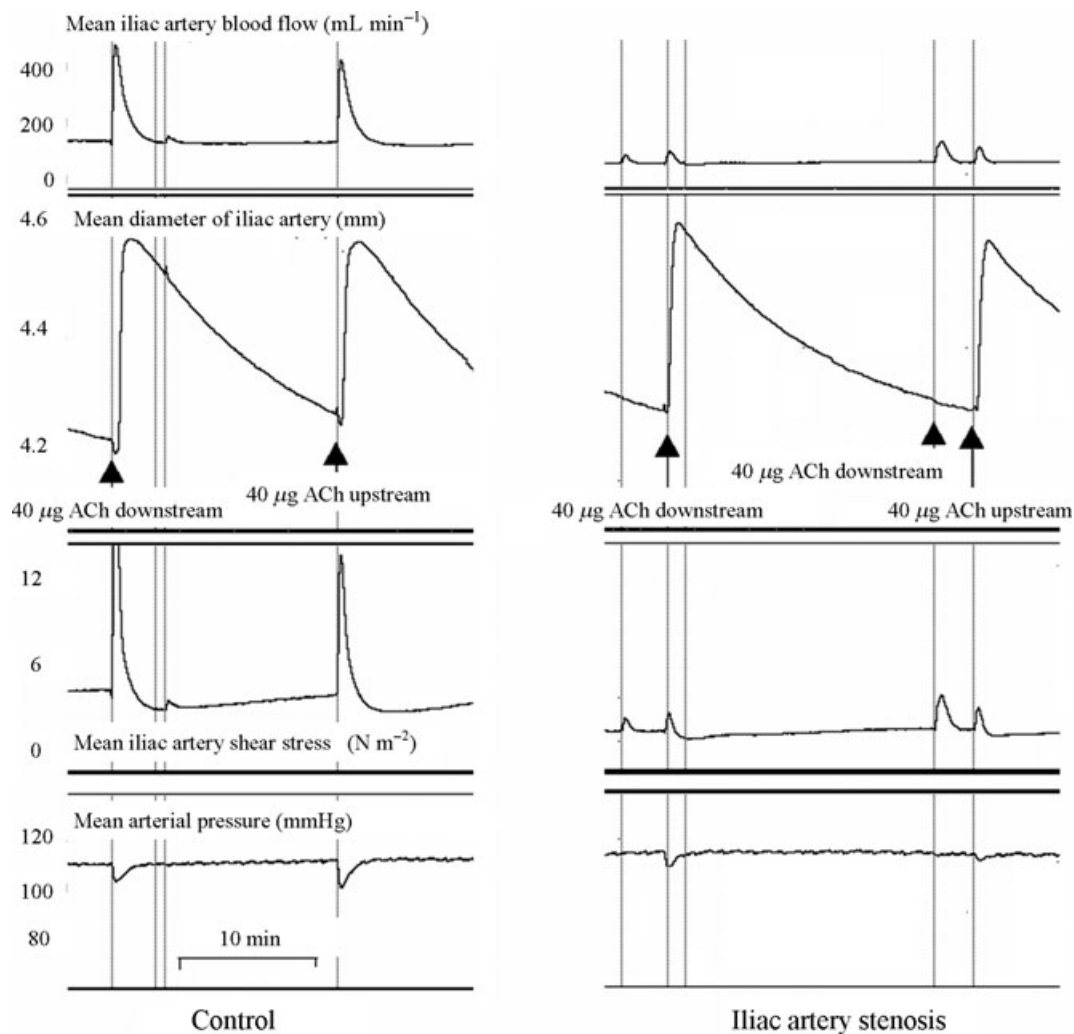 Mean iliac artery blood flow (mL min⁻¹)
400
200
0
4.6
Mean diameter of iliac artery (mm)
4.4
4.2
40 μg ACh downstream
40 μg ACh upstream
40 μg ACh downstream
40 μg ACh downstream
40 μg ACh upstream
12
6
0
Mean iliac artery shear stress (N m⁻²)
Mean arterial pressure (mmHg)
120
100
80
10 min
Control
Iliac artery stenosis